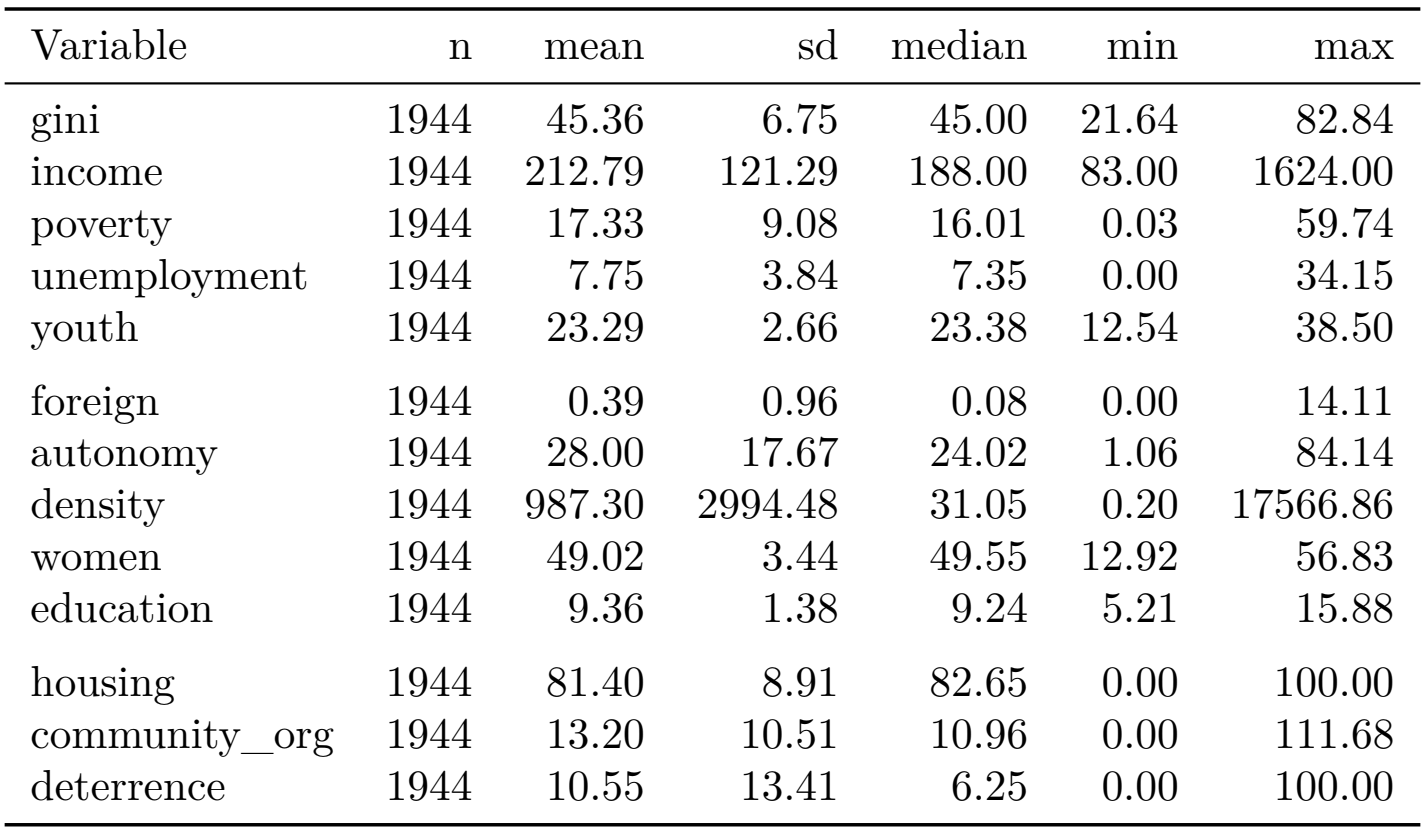 Variable n mean sd median min max
gini 1944 45.36 6.75 45.00 21.64 82.84
income 1944 212.79 121.29 188.00 83.00 1624.00
poverty 1944 17.33 9.08 16.01 0.03 59.74
unemployment 1944 7.75 3.84 7.35 0.00 34.15
youth 1944 23.29 2.66 23.38 12.54 38.50
foreign 1944 0.39 0.96 0.08 0.00 14.11
autonomy 1944 28.00 17.67 24.02 1.06 84.14
density 1944 987.30 2994.48 31.05 0.20 17566.86
women 1944 49.02 3.44 49.55 12.92 56.83
education 1944 9.36 1.38 9.24 5.21 15.88
housing 1944 81.40 8.91 82.65 0.00 100.00
community_org 1944 13.20 10.51 10.96 0.00 111.68
deterrence 1944 10.55 13.41 6.25 0.00 100.00